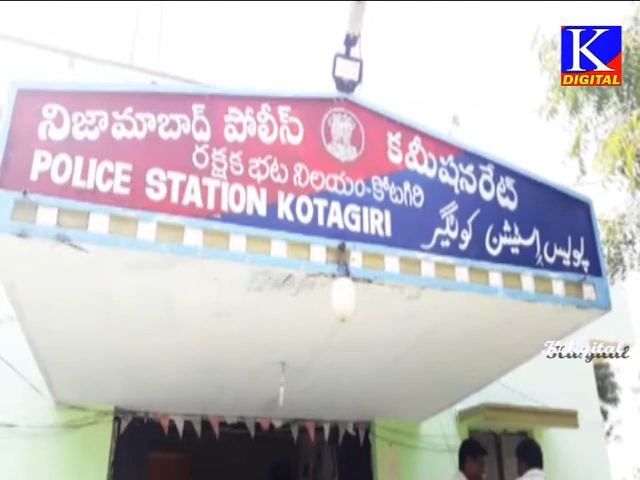 K
DIGITAL
నిజామాబాద్ పోలీస్ కమీషనరేట్
రక్షక భట నిలయం-కోటగిరి
POLICE STATION KOTAGIRI
پولیس اسٹیشن کوٹگیر